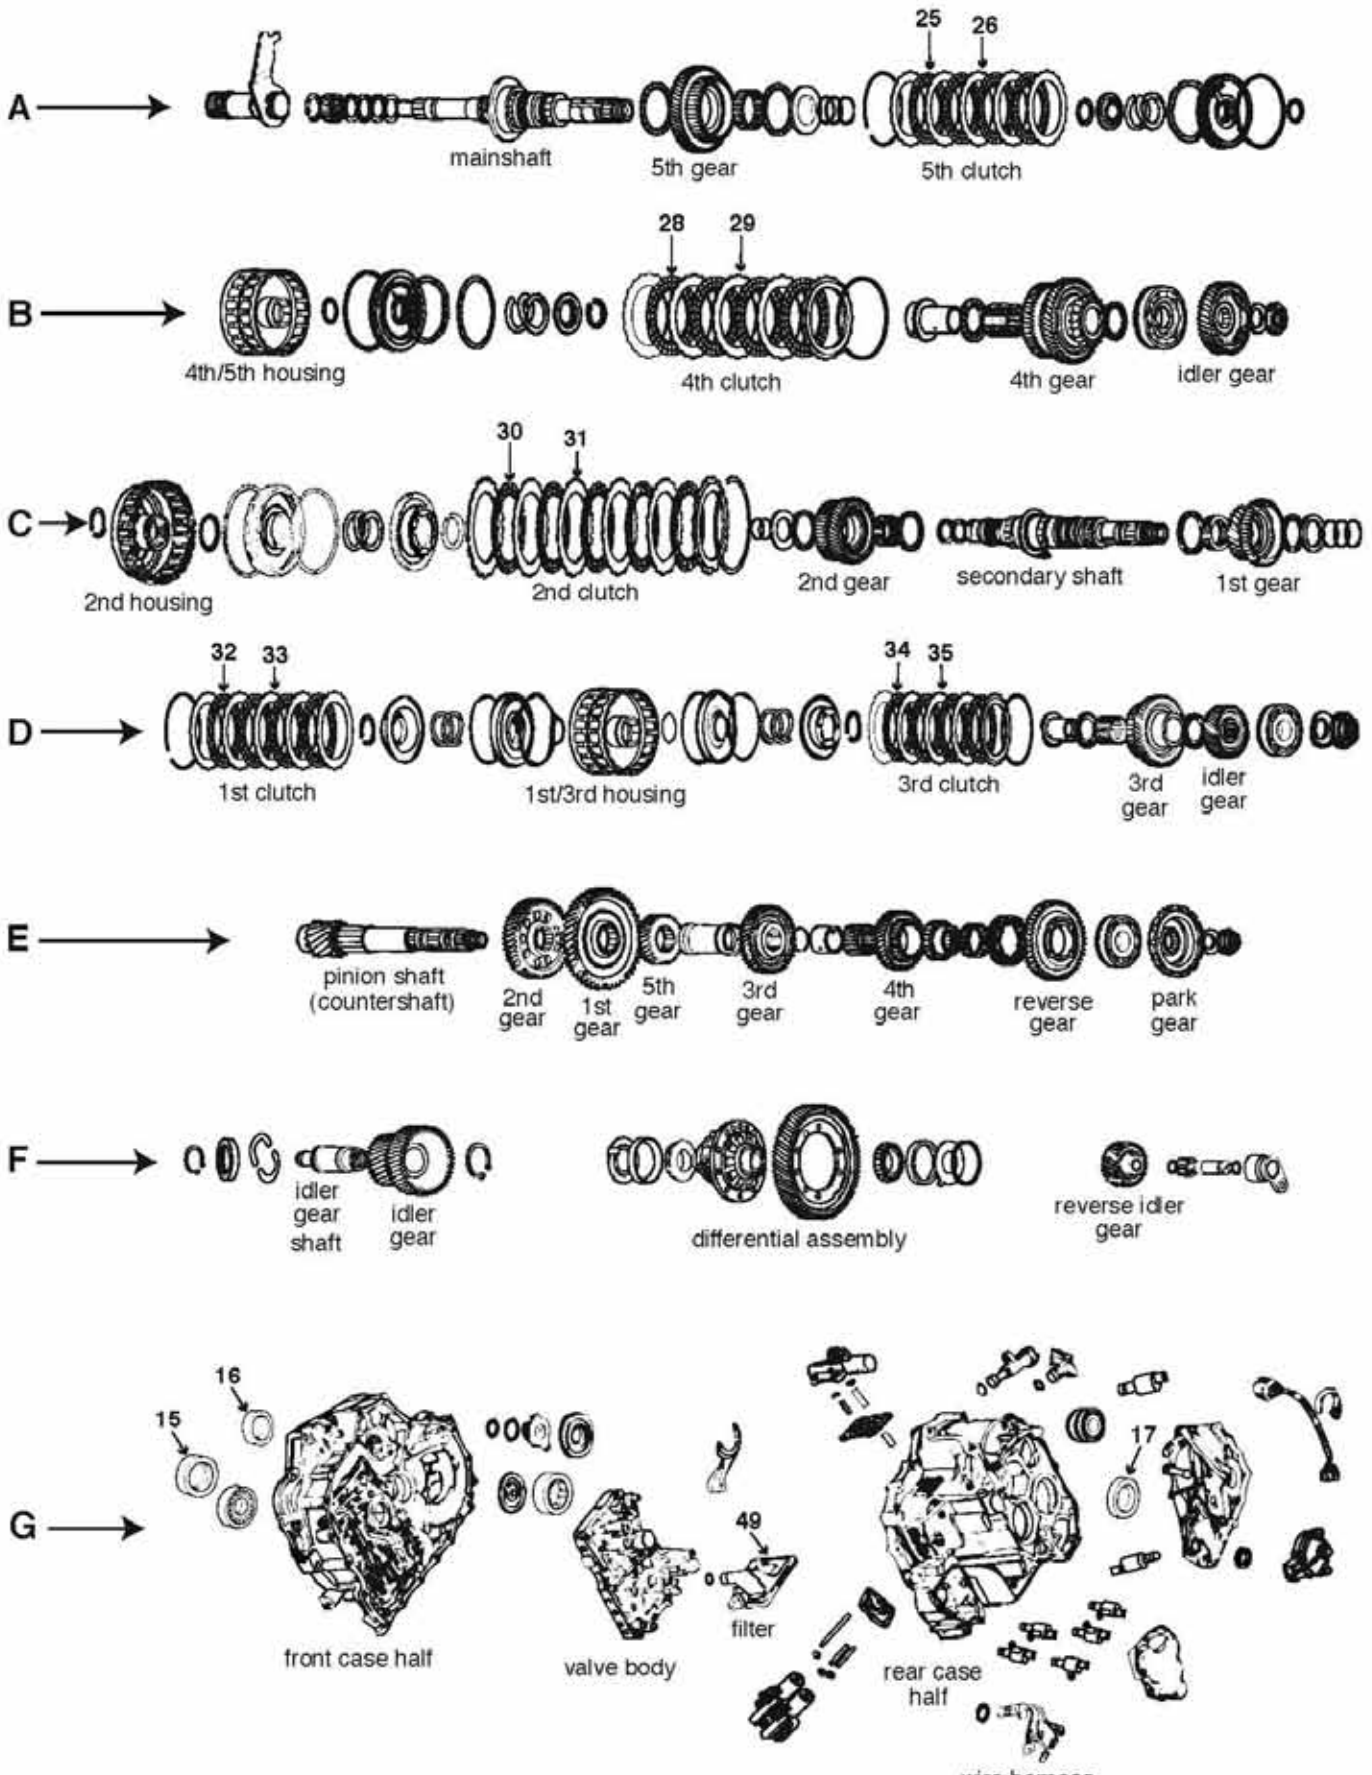 25 26
A
mainshaft
5th gear
5th clutch
28 29
B
4th/5th housing
4th clutch
4th gear
idler gear
30 31
C
2nd housing
2nd clutch
2nd gear
secondary shaft
1st gear
32 33
34 35
D
1st clutch
1st/3rd housing
3rd clutch
3rd
gear
idler
gear
E
pinion shaft
(countershaft)
2nd
gear
1st
gear
5th
gear
3rd
gear
4th
gear
reverse
gear
park
gear
F
idler
gear
shaft
idler
gear
differential assembly
reverse idler
gear
16
15
17
G
49
filter
front case half
valve body
rear case
half
wire harness